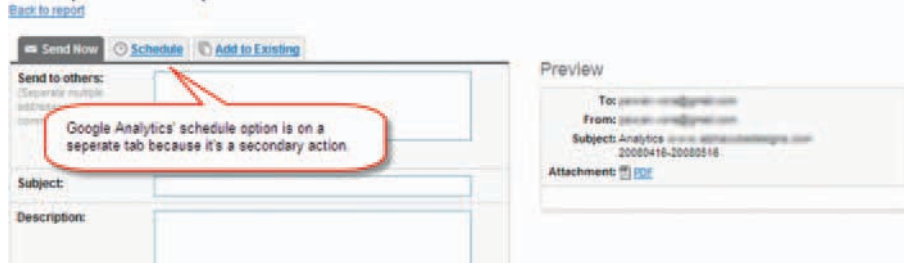 Back to report
Send Now Schedule Add to Existing
Send to others:
(Separate multiple
Google Analytics' schedule option is on a
seperate tab because it's a secondary action
Subject:
Description:
Preview
To:
From:
Subject: Analytics
20080416-20080516
Attachment: PDF